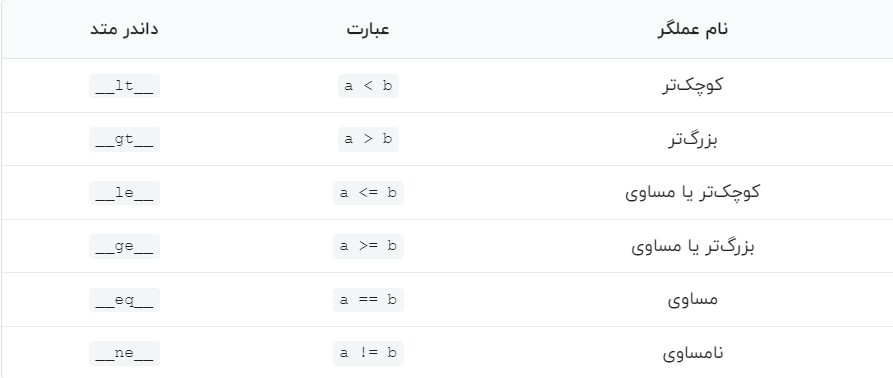 نام عملگر عبارت داندر متد
کوچک‌تر a < b __lt__
بزرگ‌تر a > b __gt__
کوچک‌تر یا مساوی a <= b __le__
بزرگ‌تر یا مساوی a >= b __ge__
مساوی a == b __eq__
نامساوی a != b __ne__